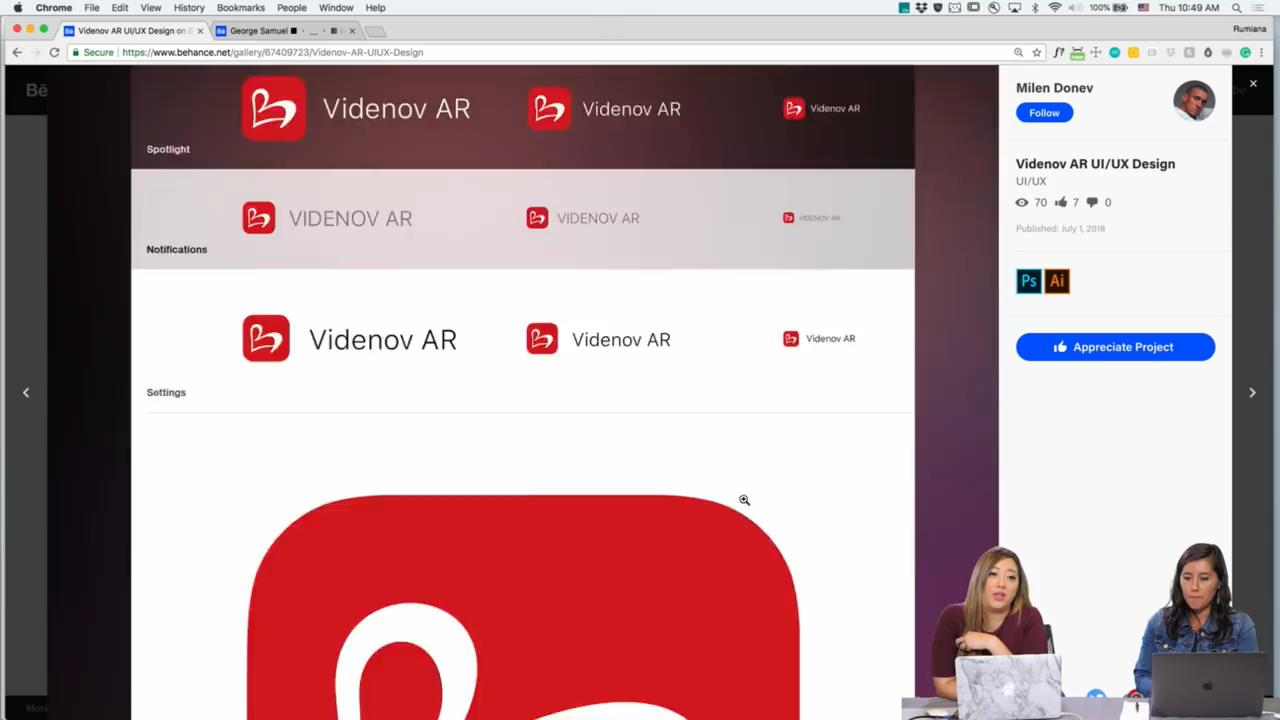 Chrome File Edit View History Bookmarks People Window Help 100% Thu 10:49 AM
Videnov AR UI/UX Design on George Samuel Rumiana
Secure https://www.behance.net/gallery/67409723/Videnov-AR-UIUX-Design
Bē
Videnov AR Videnov AR Videnov AR
Spotlight
VIDENOV AR VIDENOV AR VIDENOV AR
Notifications
Videnov AR Videnov AR Videnov AR
Settings
Milen Donev
Follow
Videnov AR UI/UX Design
UI/UX
70 7 0
Published: July 1, 2018
Ps Ai
Appreciate Project